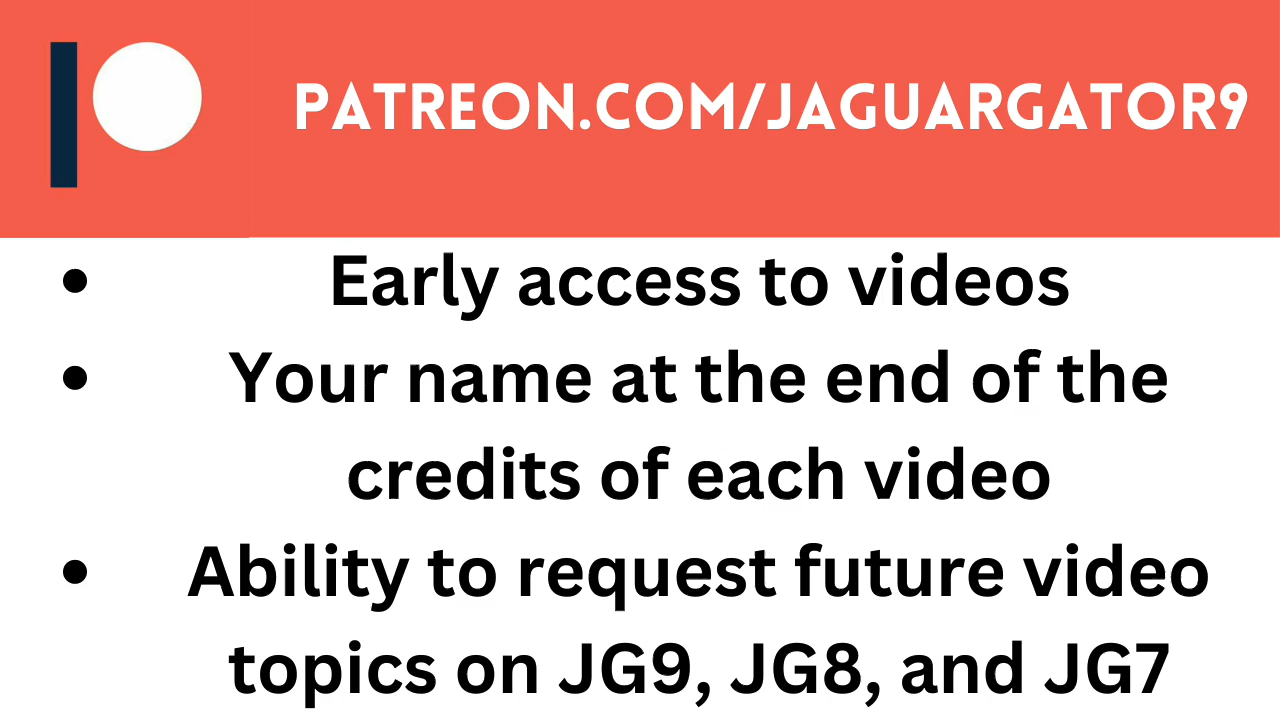 PATREON.COM/JAGUARGATOR9
• Early access to videos
• Your name at the end of the
credits of each video
• Ability to request future video
topics on JG9, JG8, and JG7